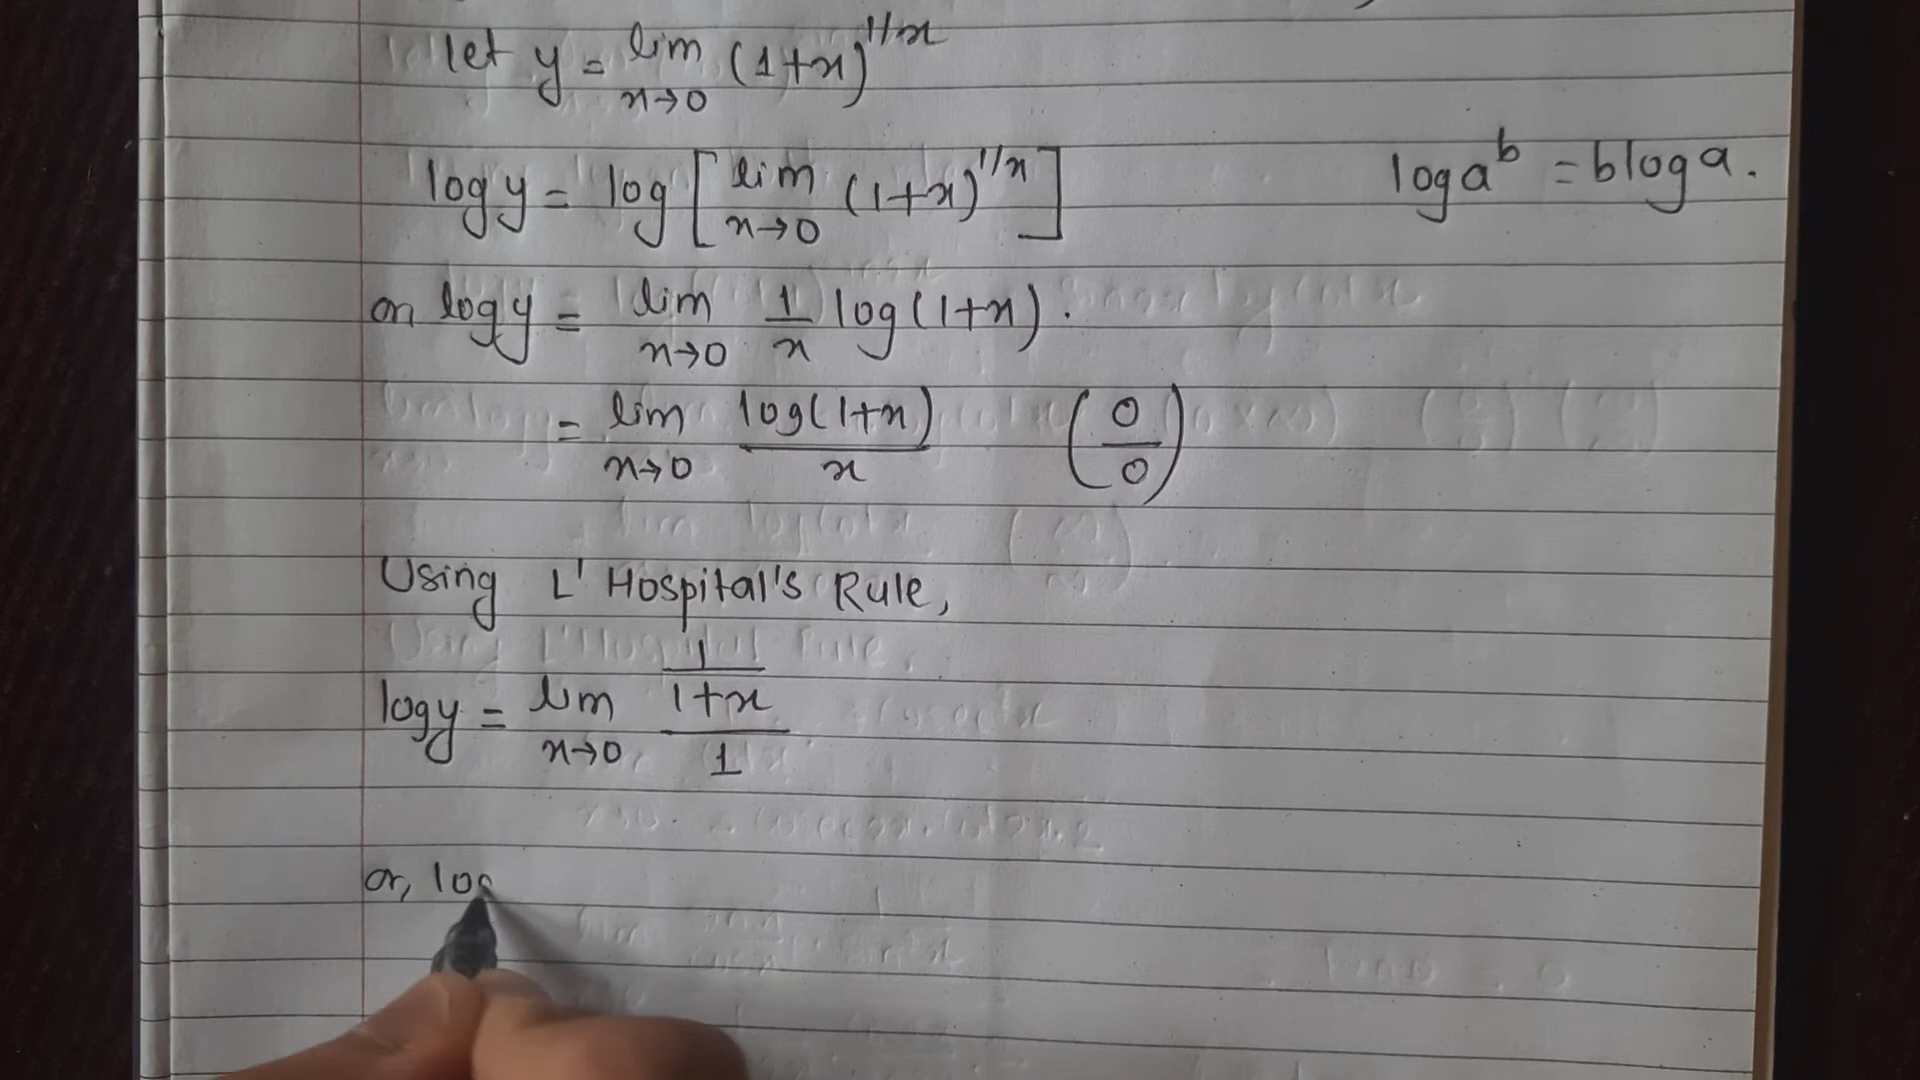 let y = lim x→0 (1+x)^1/x
log y = log [ lim x→0 (1+x)^1/x ] log a^b = b log a.
or log y = lim x→0 1/x log(1+x).
= lim x→0 log(1+x)/x (0/0)
Using L' Hospital's Rule,
log y = lim x→0 (1/(1+x))/1
or, log